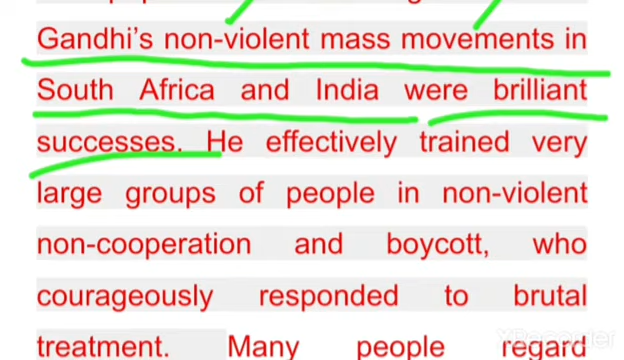 Gandhi's non-violent mass movements in
South Africa and India were brilliant
successes. He effectively trained very
large groups of people in non-violent
non-cooperation and boycott, who
courageously responded to brutal
treatment. Many people regard
XRecorder